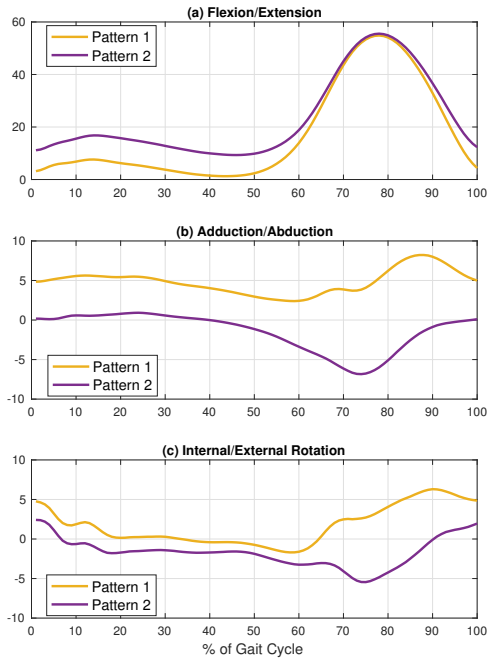 (a) Flexion/Extension
60
40
20
0
Pattern 1
Pattern 2
0 10 20 30 40 50 60 70 80 90 100
(b) Adduction/Abduction
10
5
0
-5
-10
Pattern 1
Pattern 2
0 10 20 30 40 50 60 70 80 90 100
(c) Internal/External Rotation
10
5
0
-5
-10
Pattern 1
Pattern 2
0 10 20 30 40 50 60 70 80 90 100
% of Gait Cycle